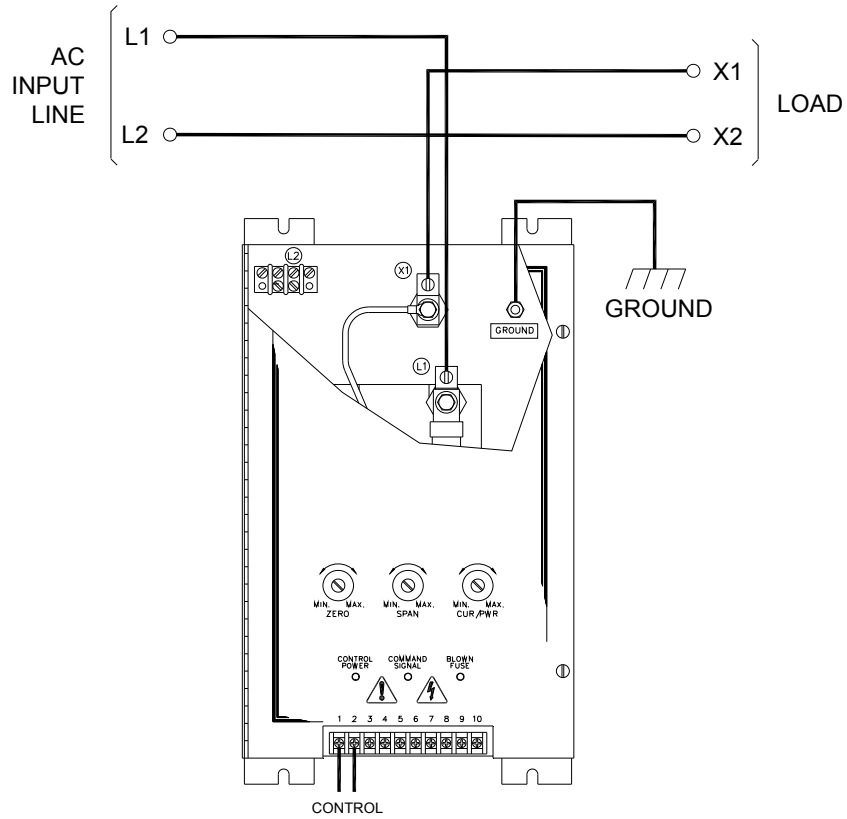 L1
AC
INPUT
LINE
X1
LOAD
L2
X2
L2
X1
GROUND
GROUND
L1
MIN. MAX.
ZERO
MIN. MAX.
SPAN
MIN. MAX.
CUR/PWR
CONTROL
POWER
COMMAND
SIGNAL
BLOWN
FUSE
1 2 3 4 5 6 7 8 9 10
CONTROL